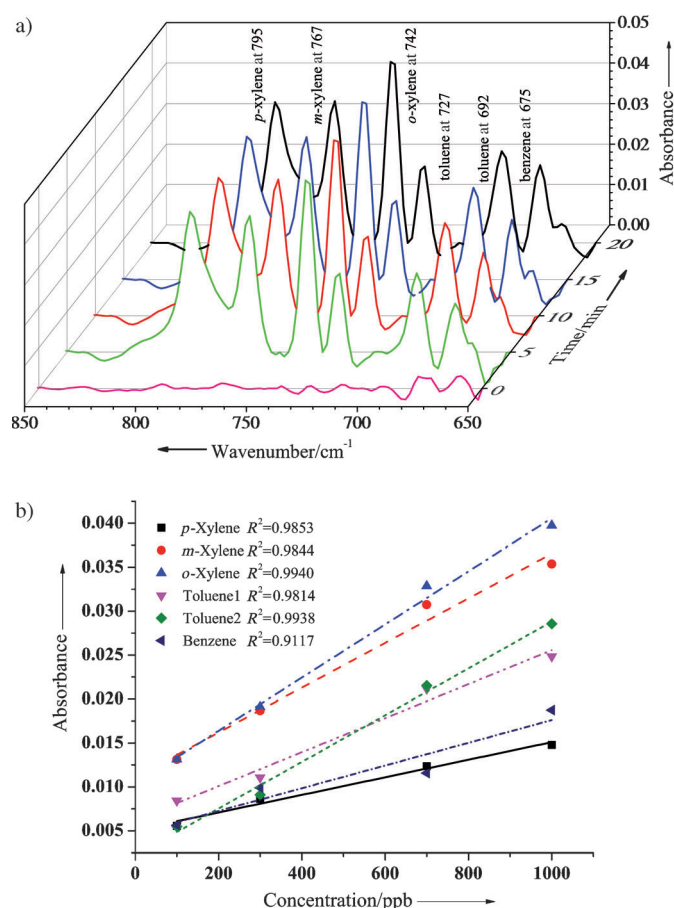 a)
p-xylene at 795
m-xylene at 767
o-xylene at 742
toluene at 727
toluene at 692
benzene at 675
0.05
0.04
0.03
0.02
0.01
0.00
Absorbance
20
15
10
5
0
Time/min
850
800
750
700
650
Wavenumber/cm⁻¹
b)
p-Xylene R²=0.9853
m-Xylene R²=0.9844
o-Xylene R²=0.9940
Toluene1 R²=0.9814
Toluene2 R²=0.9938
Benzene R²=0.9117
0.040
0.035
0.030
0.025
0.020
0.015
0.010
0.005
Absorbance
0 200 400 600 800 1000
Concentration/ppb